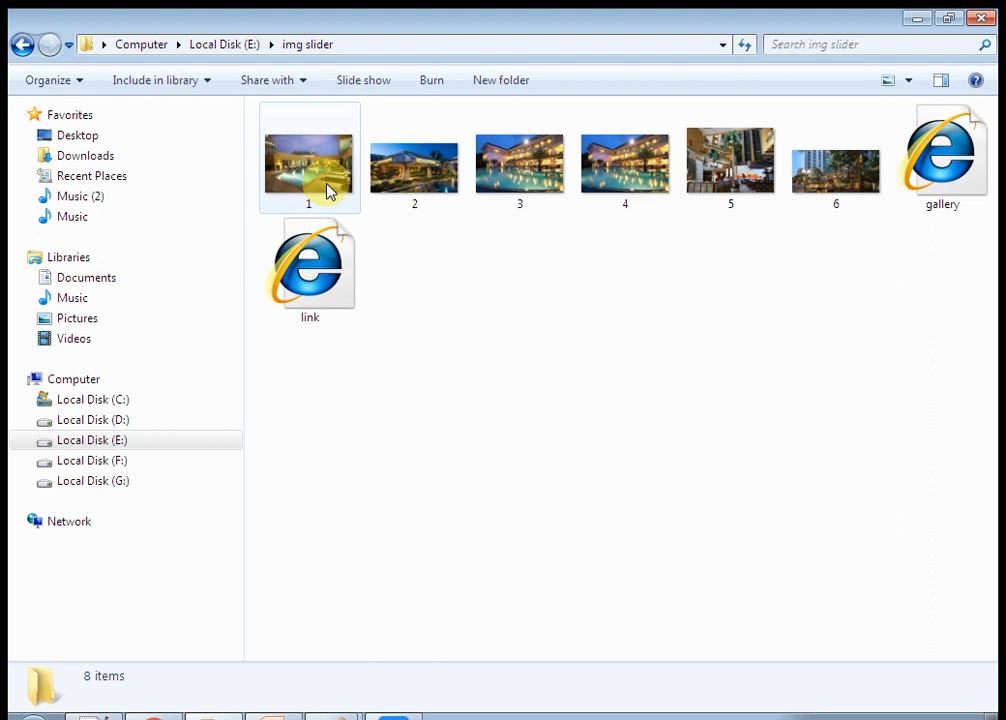 Computer Local Disk (E:) img slider
Search img slider
Organize Include in library Share with Slide show Burn New folder
Favorites
Desktop
Downloads
Recent Places
Music (2)
Music
Libraries
Documents
Music
Pictures
Videos
Computer
Local Disk (C:)
Local Disk (D:)
Local Disk (E:)
Local Disk (F:)
Local Disk (G:)
Network
1 2 3 4 5 6 gallery
link
8 items